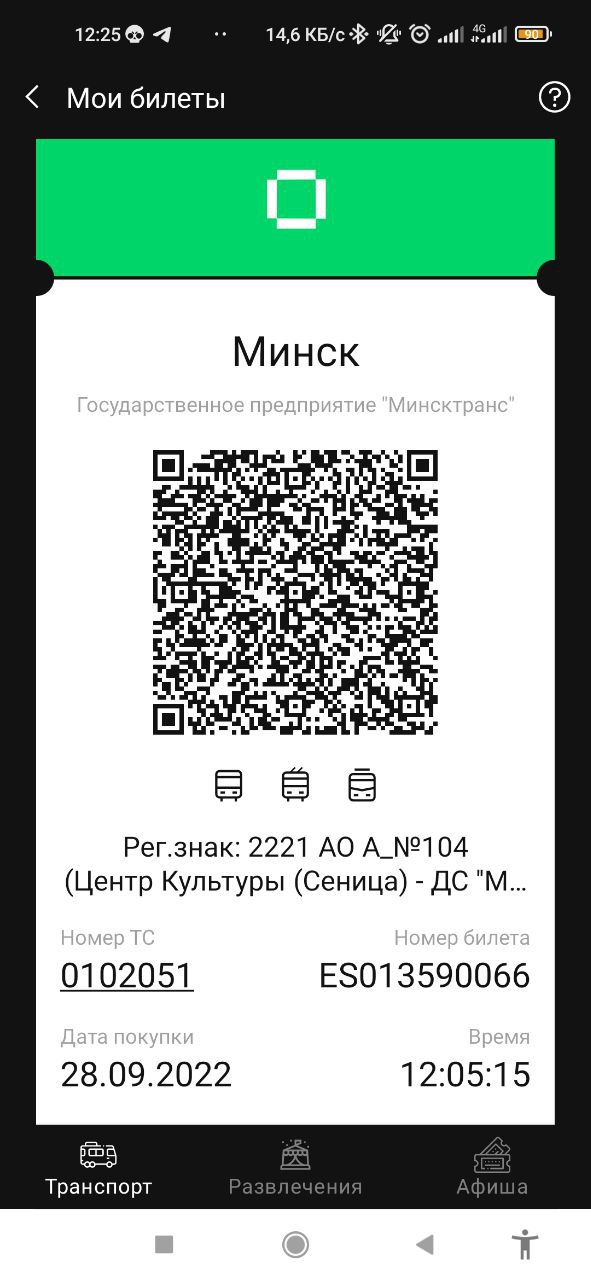 12:25 14,6 КБ/с 4G 90
Мои билеты
Минск
Государственное предприятие "Минсктранс"
Рег.знак: 2221 АО А_№104
(Центр Культуры (Сеница) - ДС "М...
Номер ТС Номер билета
0102051 ES013590066
Дата покупки Время
28.09.2022 12:05:15
Транспорт Развлечения Афиша